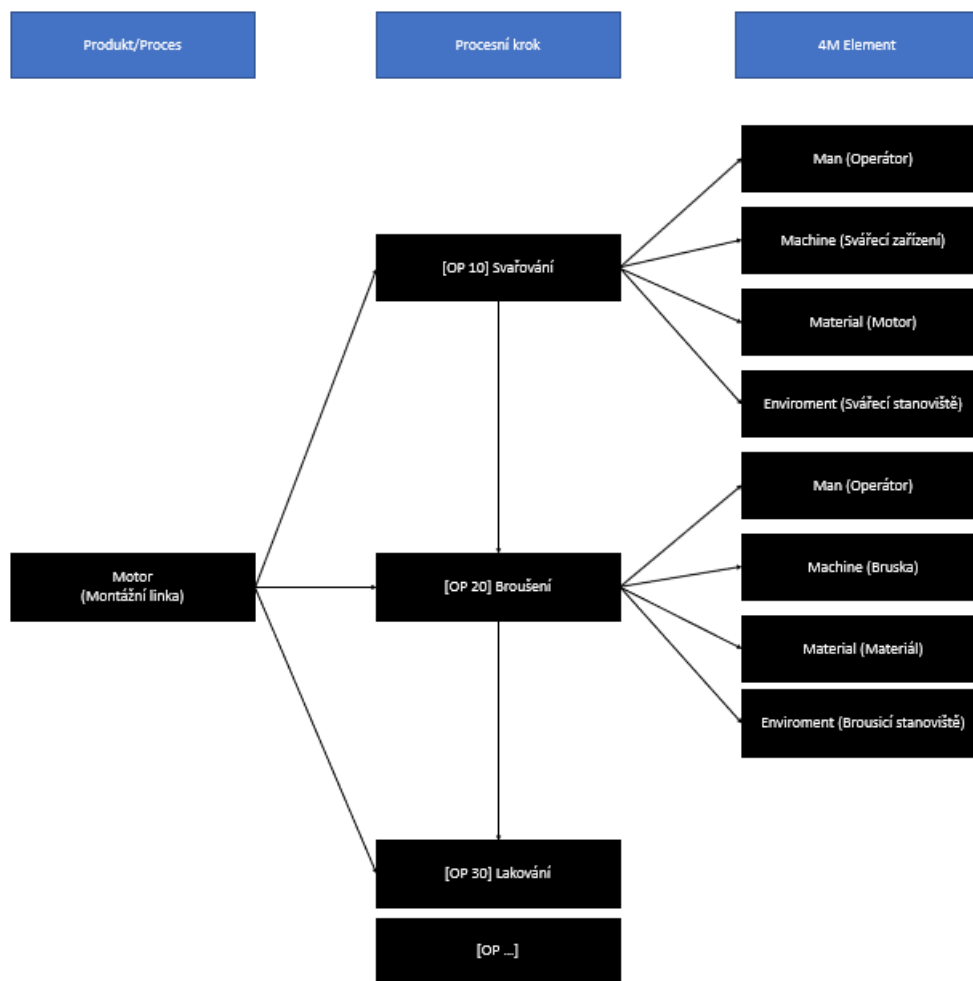 Produkt/Proces
Procesní krok
4M Element
Man (Operátor)
Machine (Svářecí zařízení)
[OP 10] Svařování
Material (Motor)
Enviroment (Svářecí stanoviště)
Man (Operátor)
Motor
(Montážní linka)
[OP 20] Broušení
Machine (Bruska)
Material (Materiál)
Enviroment (Brousicí stanoviště)
[OP 30] Lakování
[OP ...]